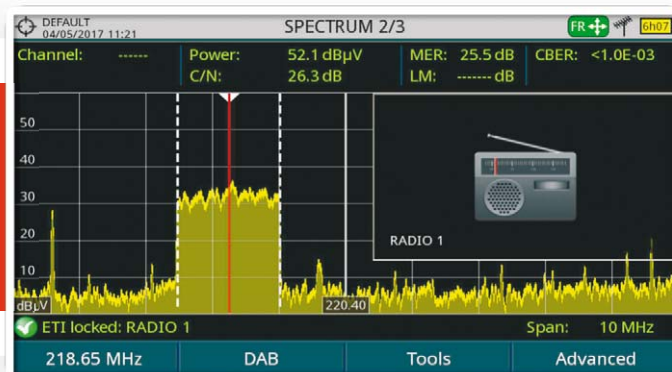 DEFAULT
04/05/2017 11:21
SPECTRUM 2/3
FR
6h07
Channel: ------
Power: 52.1 dBµV
MER: 25.5 dB
CBER: <1.0E-03
C/N: 26.3 dB
LM: ------- dB
50
40
30
20
10
dBµV
220.40
RADIO 1
ETI locked: RADIO 1
Span: 10 MHz
218.65 MHz
DAB
Tools
Advanced